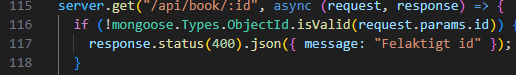 115 server.get("/api/book/:id", async (request, response) => {
116 if (!mongoose.Types.ObjectId.isValid(request.params.id)) {
117 response.status(400).json({ message: "Felaktigt id" });
118 }